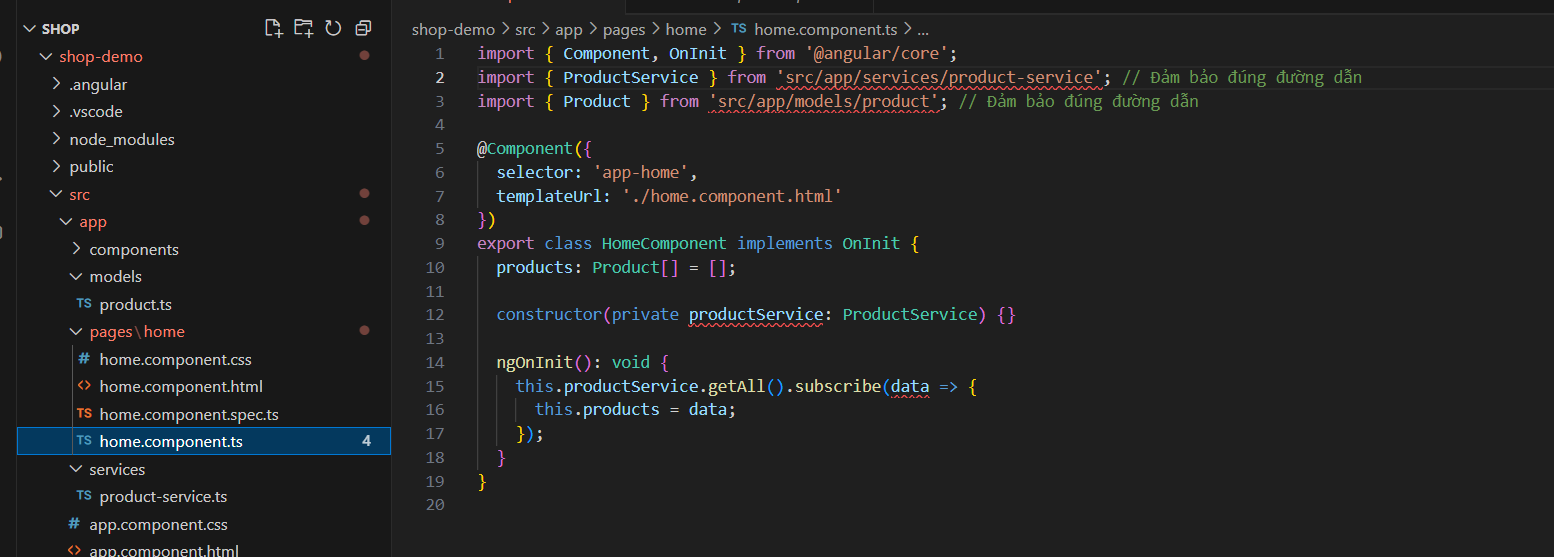 SHOP
shop-demo
.angular
.vscode
node_modules
public
src
app
components
models
TS product.ts
pages\home
# home.component.css
<> home.component.html
TS home.component.spec.ts
TS home.component.ts 4
services
TS product-service.ts
# app.component.css
<> app.component.html
shop-demo > src > app > pages > home > TS home.component.ts > ...
1 import { Component, OnInit } from '@angular/core';
2 import { ProductService } from 'src/app/services/product-service'; // Đảm bảo đúng đường dẫn
3 import { Product } from 'src/app/models/product'; // Đảm bảo đúng đường dẫn
4
5 @Component({
6   selector: 'app-home',
7   templateUrl: './home.component.html'
8 })
9 export class HomeComponent implements OnInit {
10   products: Product[] = [];
11
12   constructor(private productService: ProductService) {}
13
14   ngOnInit(): void {
15     this.productService.getAll().subscribe(data => {
16       this.products = data;
17     });
18   }
19 }
20